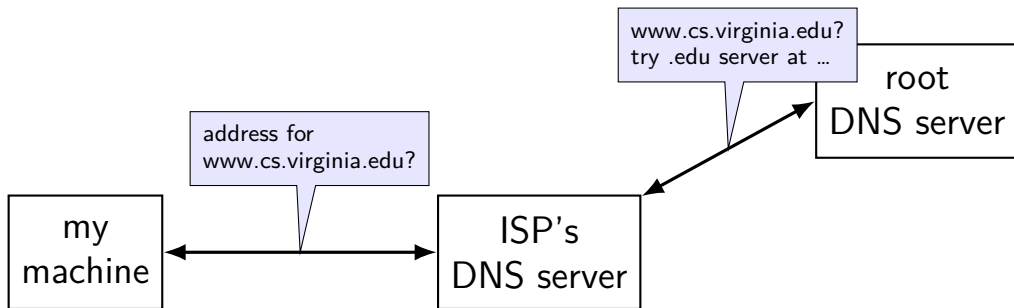 www.cs.virginia.edu?
try .edu server at …
root
DNS server
address for
www.cs.virginia.edu?
my
machine
ISP's
DNS server